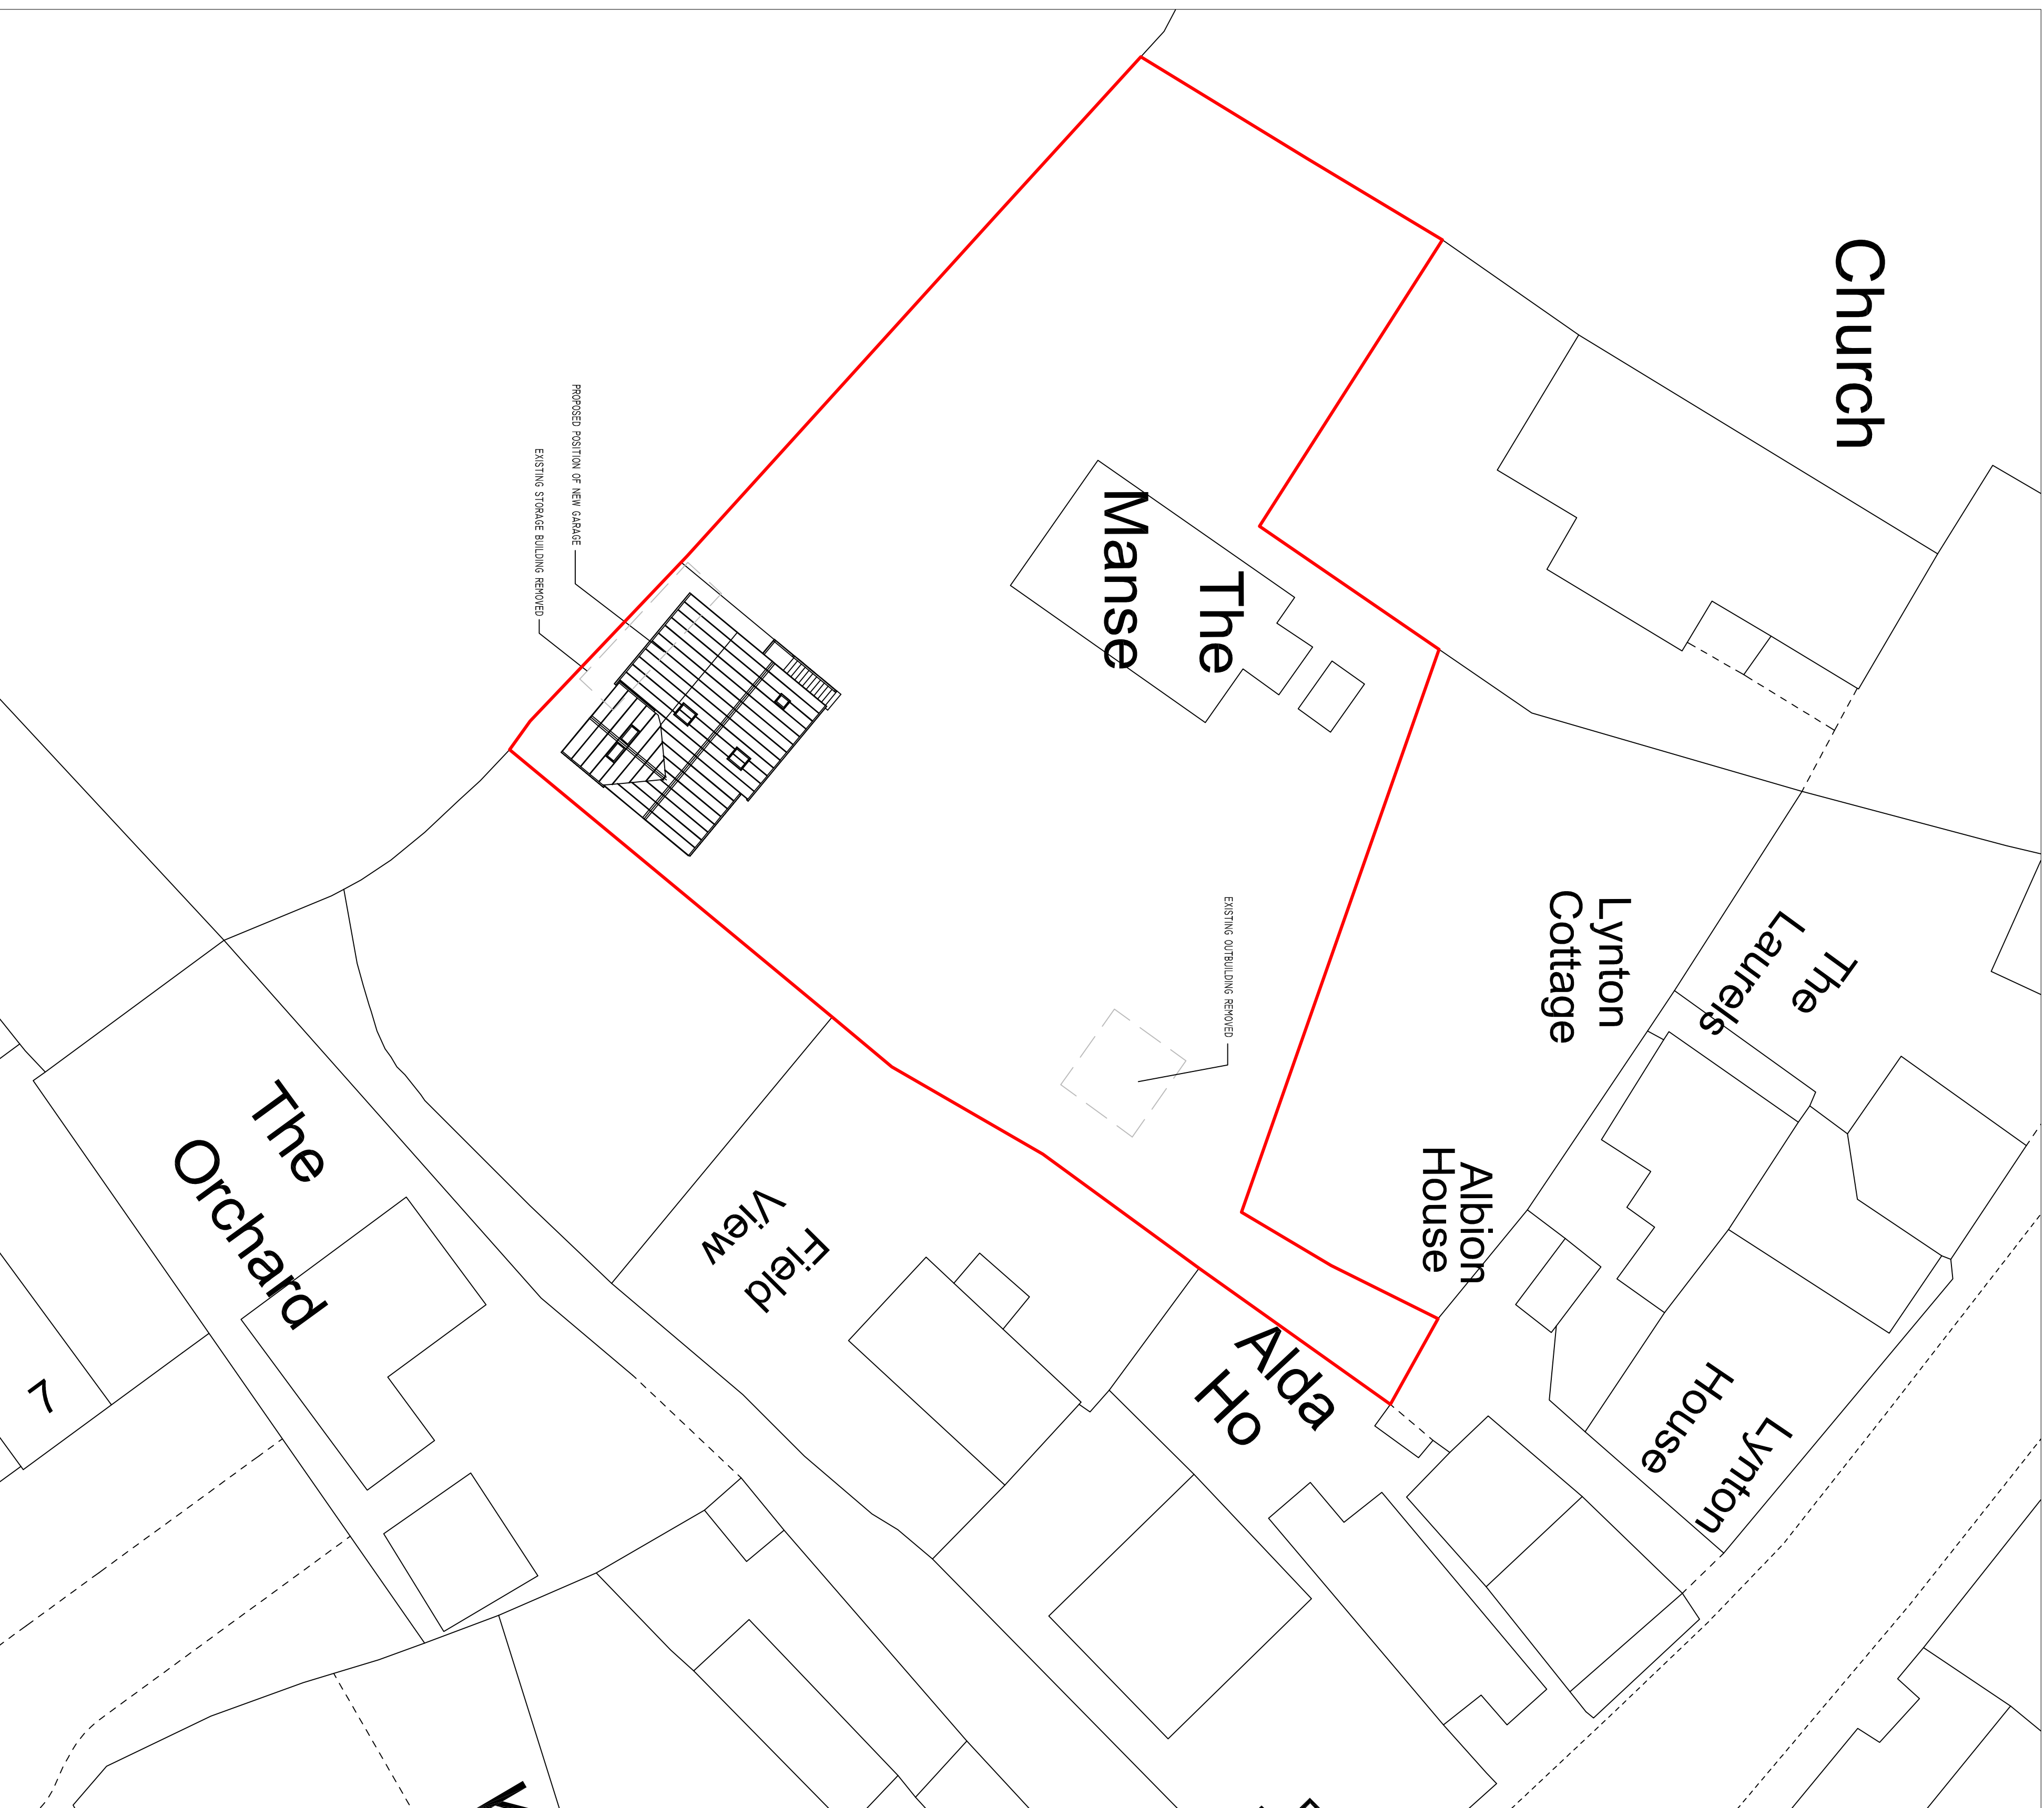 Church
The
Manse
PROPOSED POSITION OF NEW GARAGE
EXISTING STORAGE BUILDING REMOVED
EXISTING OUTBUILDING REMOVED
Lynton
Cottage
The
Laurels
Albion
House
Lynton
House
Field
View
Alda
Ho
The
Orchard
7